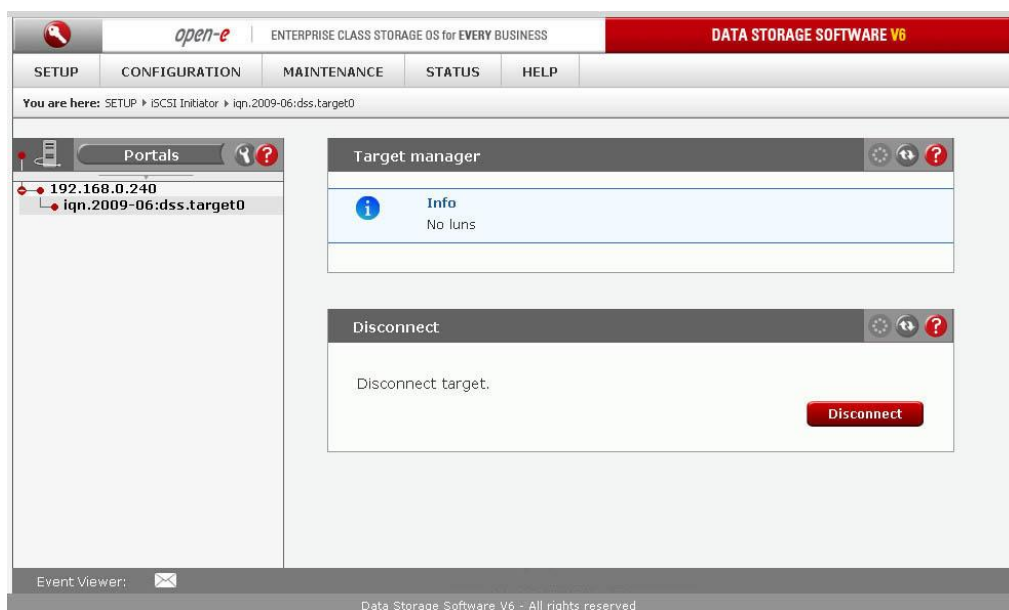 open-e ENTERPRISE CLASS STORAGE OS for EVERY BUSINESS DATA STORAGE SOFTWARE V6
SETUP CONFIGURATION MAINTENANCE STATUS HELP
You are here: SETUP iSCSI Initiator iqn.2009-06:dss.target0
Portals
192.168.0.240
iqn.2009-06:dss.target0
Target manager
Info
No luns
Disconnect
Disconnect target.
Disconnect
Event Viewer:
Data Storage Software V6 - All rights reserved